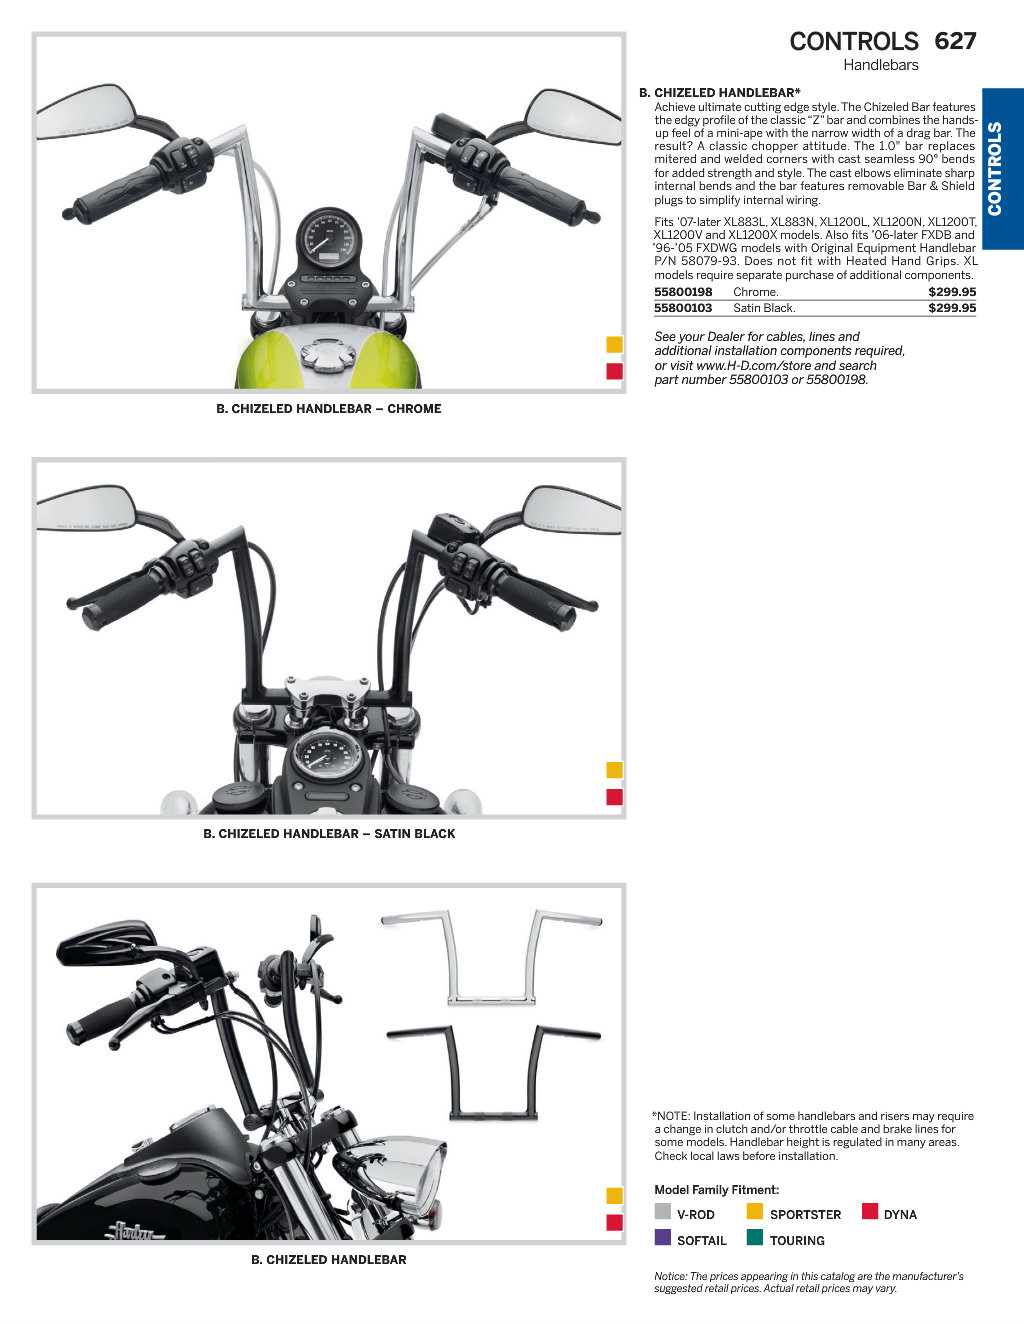 CONTROLS 627
Handlebars
CONTROLS
B. CHIZELED HANDLEBAR*
Achieve ultimate cutting edge style. The Chizeled Bar features
the edgy profile of the classic "Z" bar and combines the hands-
up feel of a mini-ape with the narrow width of a drag bar. The
result? A classic chopper attitude. The 1.0" bar replaces
mitered and welded corners with cast seamless 90° bends
for added strength and style. The cast elbows eliminate sharp
internal bends and the bar features removable Bar & Shield
plugs to simplify internal wiring.
Fits '07-later XL883L, XL883N, XL1200L, XL1200N, XL1200T,
XL1200V and XL1200X models. Also fits '06-later FXDB and
'96-'05 FXDWG models with Original Equipment Handlebar
P/N 58079-93. Does not fit with Heated Hand Grips. XL
models require separate purchase of additional components.
55800198 Chrome. $299.95
55800103 Satin Black. $299.95
See your Dealer for cables, lines and
additional installation components required,
or visit www.H-D.com/store and search
part number 55800103 or 55800198.
B. CHIZELED HANDLEBAR – CHROME
B. CHIZELED HANDLEBAR – SATIN BLACK
Harley
B. CHIZELED HANDLEBAR
*NOTE: Installation of some handlebars and risers may require
a change in clutch and/or throttle cable and brake lines for
some models. Handlebar height is regulated in many areas.
Check local laws before installation.
Model Family Fitment:
V-ROD SPORTSTER DYNA
SOFTAIL TOURING
Notice: The prices appearing in this catalog are the manufacturer's
suggested retail prices. Actual retail prices may vary.